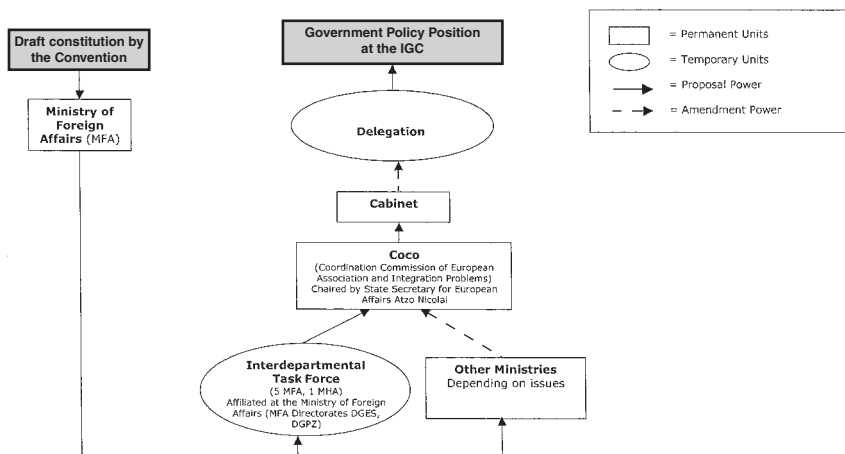 Draft constitution by
the Convention
Ministry of
Foreign
Affairs (MFA)
Government Policy Position
at the IGC
Delegation
Cabinet
Coco
(Coordination Commission of European
Association and Integration Problems)
Chaired by State Secretary for European
Affairs Atzo Nicolai
Interdepartmental
Task Force
(5 MFA, 1 MHA)
Affiliated at the Ministry of Foreign
Affairs (MFA Directorates DGES,
DGPZ)
Other Ministries
Depending on issues
= Permanent Units
= Temporary Units
= Proposal Power
= Amendment Power